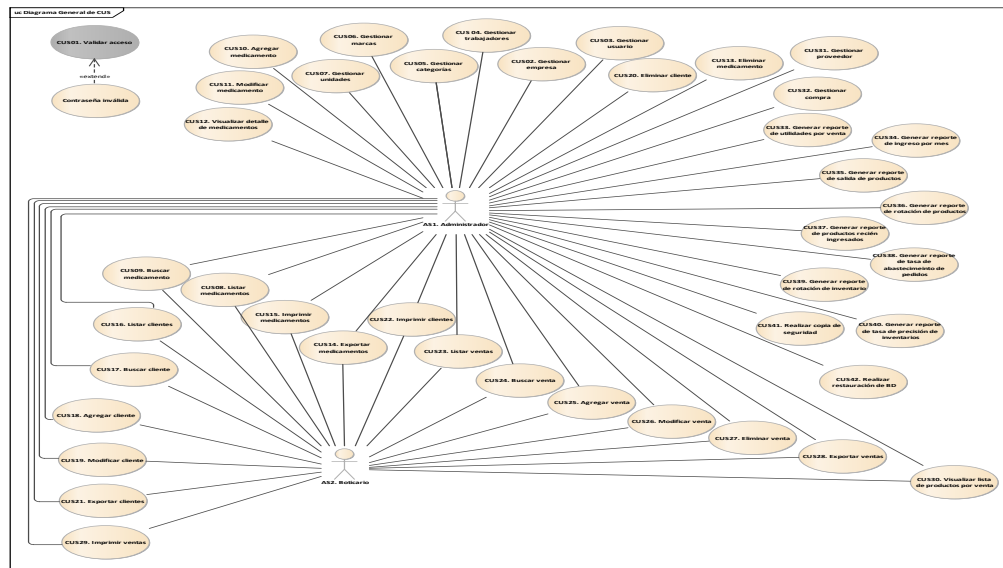 uc Diagrama General de CUS
CUS01. Validar acceso
«extend»
Contraseña inválida
CUS10. Agregar
medicamento
CUS06. Gestionar
marcas
CUS 04. Gestionar
trabajadores
CUS03. Gestionar
usuario
CUS31. Gestionar
proveedor
CUS11. Modificar
medicamento
CUS07. Gestionar
unidades
CUS05. Gestionar
categorías
CUS02. Gestionar
empresa
CUS20. Eliminar cliente
CUS13. Eliminar
medicamento
CUS32. Gestionar
compra
CUS12. Visualizar detalle
de medicamentos
CUS33. Generar reporte
de utilidades por venta
CUS34. Generar reporte
de ingreso por mes
CUS35. Generar reporte
de salida de productos
CUS36. Generar reporte
de rotación de productos
AS1. Administrador
CUS37. Generar reporte
de productos recién
ingresados
CUS38. Generar reporte
de tasa de
abastecimeinto de
pedidos
CUS09. Buscar
medicamento
CUS08. Listar
medicamentos
CUS39. Generar reporte
de rotación de inventario
CUS15. Imprimir
medicamentos
CUS22. Imprimir clientes
CUS16. Listar clientes
CUS41. Realizar copia de
seguridad
CUS40. Generar reporte
de tasa de precisión de
inventarios
CUS14. Exportar
medicamentos
CUS23. Listar ventas
CUS17. Buscar cliente
CUS24. Buscar venta
CUS42. Realizar
restauración de BD
CUS25. Agregar venta
CUS18. Agregar cliente
CUS26. Modificar venta
CUS27. Eliminar venta
CUS19. Modificar cliente
CUS28. Exportar ventas
AS2. Boticario
CUS30. Visualizar lista
de productos por venta
CUS21. Exportar clientes
CUS29. Imprimir ventas